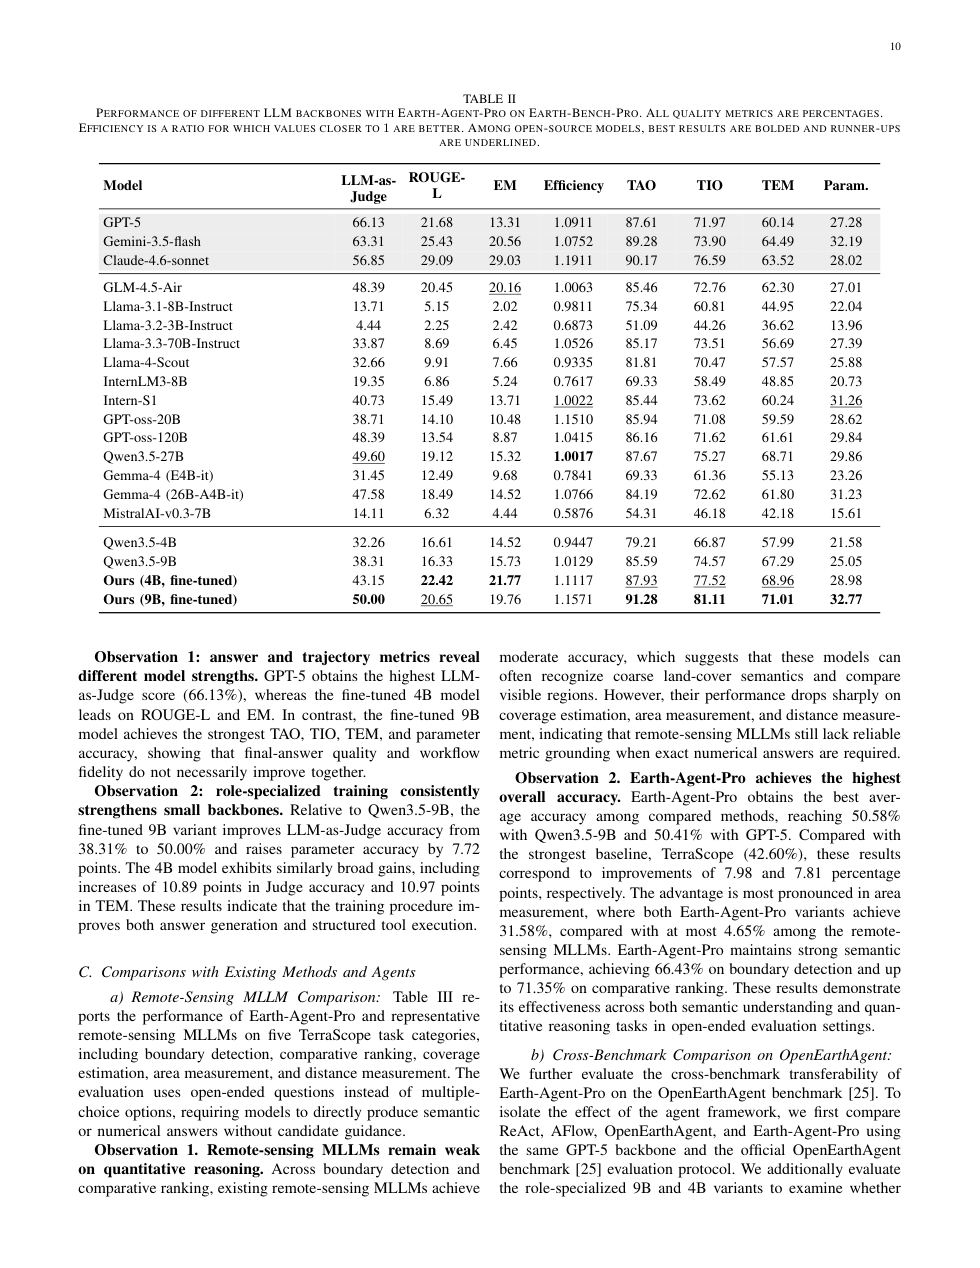 10
TABLE II
PERFORMANCE OF DIFFERENT LLM BACKBONES WITH EARTH-AGENT-PRO ON EARTH-BENCH-PRO. ALL QUALITY METRICS ARE PERCENTAGES.
EFFICIENCY IS A RATIO FOR WHICH VALUES CLOSER TO 1 ARE BETTER. AMONG OPEN-SOURCE MODELS, BEST RESULTS ARE BOLDED AND RUNNER-UPS
ARE UNDERLINED.
Model LLM-as-Judge ROUGE-L EM Efficiency TAO TIO TEM Param.
GPT-5 66.13 21.68 13.31 1.0911 87.61 71.97 60.14 27.28
Gemini-3.5-flash 63.31 25.43 20.56 1.0752 89.28 73.90 64.49 32.19
Claude-4.6-sonnet 56.85 29.09 29.03 1.1911 90.17 76.59 63.52 28.02
GLM-4.5-Air 48.39 20.45 20.16 1.0063 85.46 72.76 62.30 27.01
Llama-3.1-8B-Instruct 13.71 5.15 2.02 0.9811 75.34 60.81 44.95 22.04
Llama-3.2-3B-Instruct 4.44 2.25 2.42 0.6873 51.09 44.26 36.62 13.96
Llama-3.3-70B-Instruct 33.87 8.69 6.45 1.0526 85.17 73.51 56.69 27.39
Llama-4-Scout 32.66 9.91 7.66 0.9335 81.81 70.47 57.57 25.88
InternLM3-8B 19.35 6.86 5.24 0.7617 69.33 58.49 48.85 20.73
Intern-S1 40.73 15.49 13.71 1.0022 85.44 73.62 60.24 31.26
GPT-oss-20B 38.71 14.10 10.48 1.1510 85.94 71.08 59.59 28.62
GPT-oss-120B 48.39 13.54 8.87 1.0415 86.16 71.62 61.61 29.84
Qwen3.5-27B 49.60 19.12 15.32 1.0017 87.67 75.27 68.71 29.86
Gemma-4 (E4B-it) 31.45 12.49 9.68 0.7841 69.33 61.36 55.13 23.26
Gemma-4 (26B-A4B-it) 47.58 18.49 14.52 1.0766 84.19 72.62 61.80 31.23
MistralAI-v0.3-7B 14.11 6.32 4.44 0.5876 54.31 46.18 42.18 15.61
Qwen3.5-4B 32.26 16.61 14.52 0.9447 79.21 66.87 57.99 21.58
Qwen3.5-9B 38.31 16.33 15.73 1.0129 85.59 74.57 67.29 25.05
Ours (4B, fine-tuned) 43.15 22.42 21.77 1.1117 87.93 77.52 68.96 28.98
Ours (9B, fine-tuned) 50.00 20.65 19.76 1.1571 91.28 81.11 71.01 32.77
Observation 1: answer and trajectory metrics reveal
different model strengths. GPT-5 obtains the highest LLM-
as-Judge score (66.13%), whereas the fine-tuned 4B model
leads on ROUGE-L and EM. In contrast, the fine-tuned 9B
model achieves the strongest TAO, TIO, TEM, and parameter
accuracy, showing that final-answer quality and workflow
fidelity do not necessarily improve together.
Observation 2: role-specialized training consistently
strengthens small backbones. Relative to Qwen3.5-9B, the
fine-tuned 9B variant improves LLM-as-Judge accuracy from
38.31% to 50.00% and raises parameter accuracy by 7.72
points. The 4B model exhibits similarly broad gains, including
increases of 10.89 points in Judge accuracy and 10.97 points
in TEM. These results indicate that the training procedure im-
proves both answer generation and structured tool execution.
C. Comparisons with Existing Methods and Agents
a) Remote-Sensing MLLM Comparison: Table III re-
ports the performance of Earth-Agent-Pro and representative
remote-sensing MLLMs on five TerraScope task categories,
including boundary detection, comparative ranking, coverage
estimation, area measurement, and distance measurement. The
evaluation uses open-ended questions instead of multiple-
choice options, requiring models to directly produce semantic
or numerical answers without candidate guidance.
Observation 1. Remote-sensing MLLMs remain weak
on quantitative reasoning. Across boundary detection and
comparative ranking, existing remote-sensing MLLMs achieve
moderate accuracy, which suggests that these models can
often recognize coarse land-cover semantics and compare
visible regions. However, their performance drops sharply on
coverage estimation, area measurement, and distance measure-
ment, indicating that remote-sensing MLLMs still lack reliable
metric grounding when exact numerical answers are required.
Observation 2. Earth-Agent-Pro achieves the highest
overall accuracy. Earth-Agent-Pro obtains the best aver-
age accuracy among compared methods, reaching 50.58%
with Qwen3.5-9B and 50.41% with GPT-5. Compared with
the strongest baseline, TerraScope (42.60%), these results
correspond to improvements of 7.98 and 7.81 percentage
points, respectively. The advantage is most pronounced in area
measurement, where both Earth-Agent-Pro variants achieve
31.58%, compared with at most 4.65% among the remote-
sensing MLLMs. Earth-Agent-Pro maintains strong semantic
performance, achieving 66.43% on boundary detection and up
to 71.35% on comparative ranking. These results demonstrate
its effectiveness across both semantic understanding and quan-
titative reasoning tasks in open-ended evaluation settings.
b) Cross-Benchmark Comparison on OpenEarthAgent:
We further evaluate the cross-benchmark transferability of
Earth-Agent-Pro on the OpenEarthAgent benchmark [25]. To
isolate the effect of the agent framework, we first compare
ReAct, AFlow, OpenEarthAgent, and Earth-Agent-Pro using
the same GPT-5 backbone and the official OpenEarthAgent
benchmark [25] evaluation protocol. We additionally evaluate
the role-specialized 9B and 4B variants to examine whether